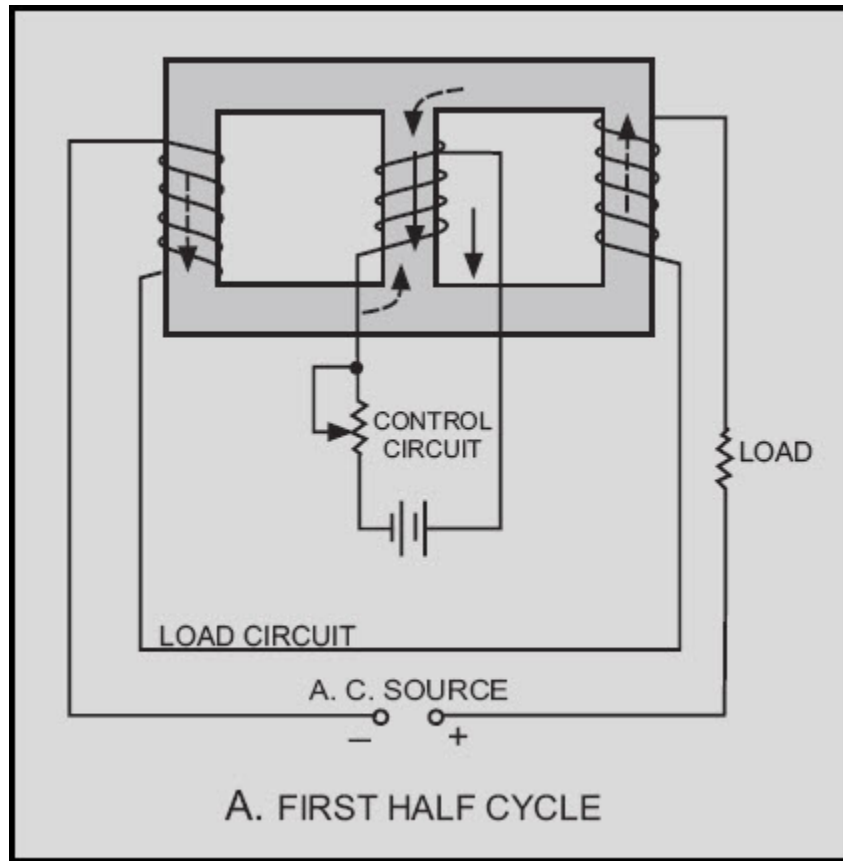 CONTROL
CIRCUIT
LOAD
LOAD CIRCUIT
A. C. SOURCE
– +
A. FIRST HALF CYCLE